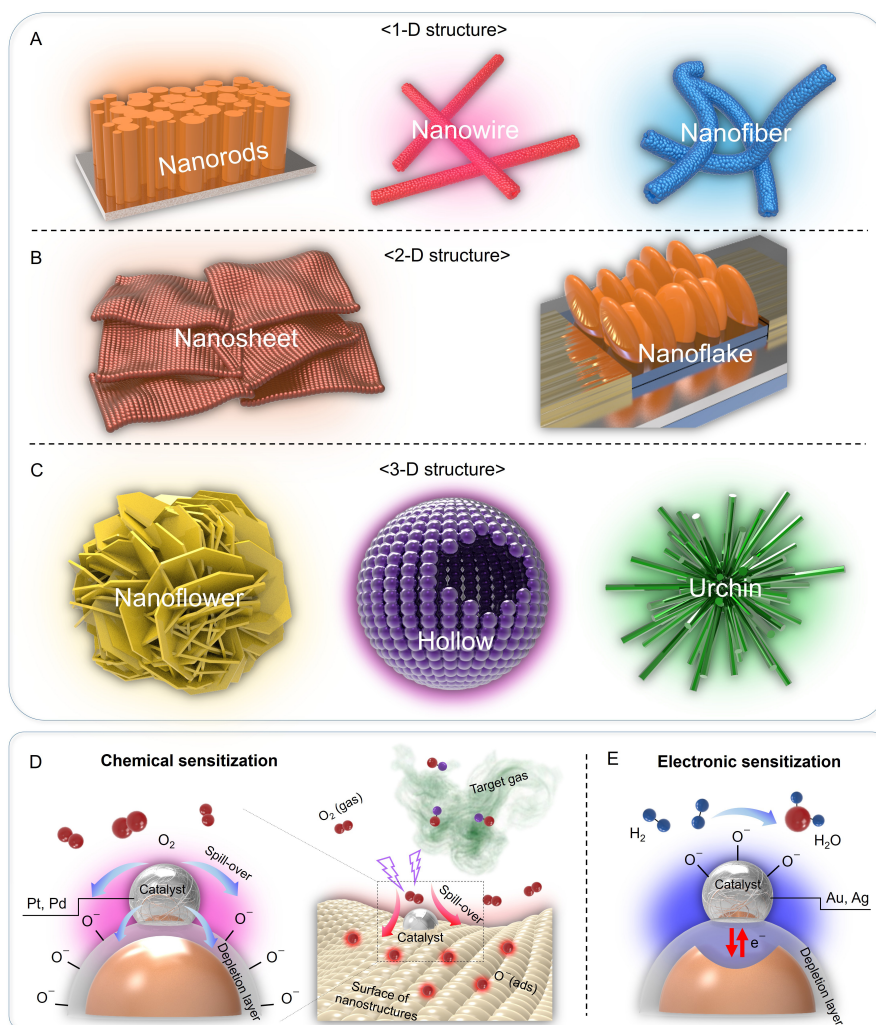 A
<1-D structure>
Nanorods
Nanowire
Nanofiber
B
<2-D structure>
Nanosheet
Nanoflake
C
<3-D structure>
Nanoflower
Hollow
Urchin
D
Chemical sensitization
O₂
Spill-over
Catalyst
Pt, Pd
O⁻
O⁻
O⁻
O⁻
O⁻
O⁻
Depletion layer
O₂ (gas)
Target gas
Spill-over
Catalyst
O⁻(ads)
Surface of
nanostructures
E
Electronic sensitization
H₂
H₂O
O⁻
O⁻
O⁻
Catalyst
Au, Ag
e⁻
Depletion layer